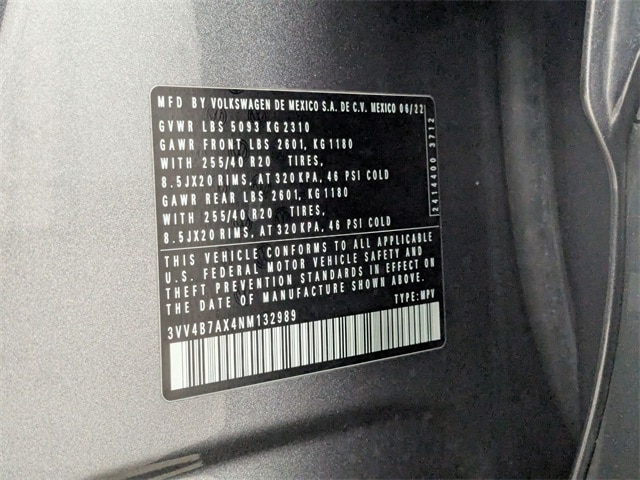 MFD BY VOLKSWAGEN DE MEXICO S.A. DE C.V. MEXICO 06/22
GVWR LBS 5093 KG 2310
GAWR FRONT LBS 2601, KG 1180
WITH 255/40 R20 TIRES,
8.5JX20 RIMS, AT 320 KPA, 46 PSI COLD
GAWR REAR LBS 2601, KG 1180
WITH 255/40 R20 TIRES,
8.5JX20 RIMS, AT 320 KPA, 46 PSI COLD
2414400 3712
THIS VEHICLE CONFORMS TO ALL APPLICABLE
U.S. FEDERAL MOTOR VEHICLE SAFETY AND
THEFT PREVENTION STANDARDS IN EFFECT ON
THE DATE OF MANUFACTURE SHOWN ABOVE.
3VV4B7AX4NM132989 TYPE: MPV